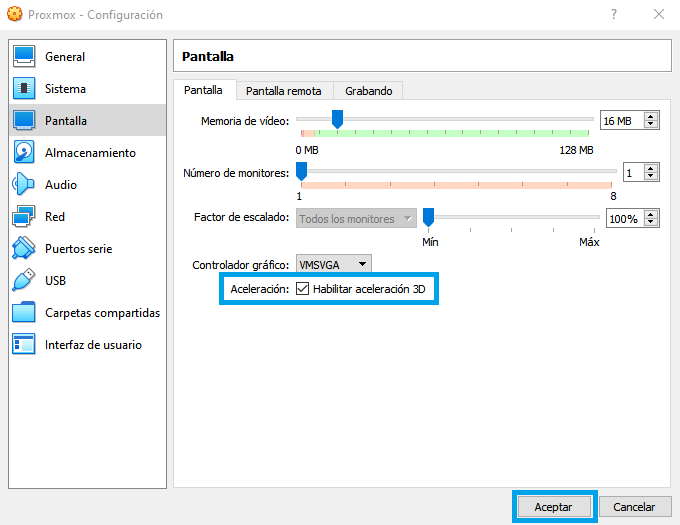 Proxmox - Configuración
?
General
Sistema
Pantalla
Almacenamiento
Audio
Red
Puertos serie
USB
Carpetas compartidas
Interfaz de usuario
Pantalla
Pantalla
Pantalla remota
Grabando
Memoria de vídeo:
16 MB
0 MB
128 MB
Número de monitores:
1
1
8
Factor de escalado:
Todos los monitores
100%
Mín
Máx
Controlador gráfico:
VMSVGA
Aceleración:
Habilitar aceleración 3D
Aceptar
Cancelar